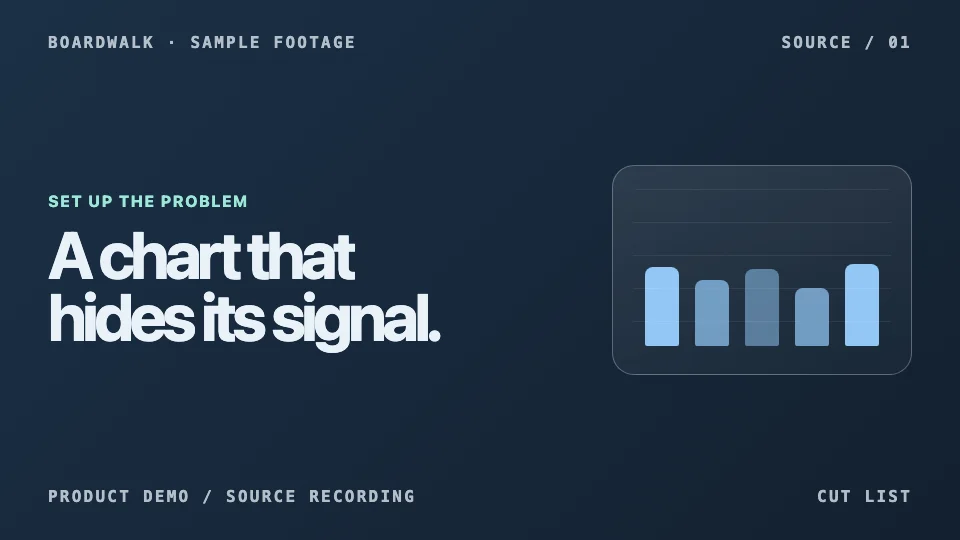 BOARDWALK · SAMPLE FOOTAGE
SOURCE / 01
SET UP THE PROBLEM
A chart that
hides its signal.
PRODUCT DEMO / SOURCE RECORDING
CUT LIST